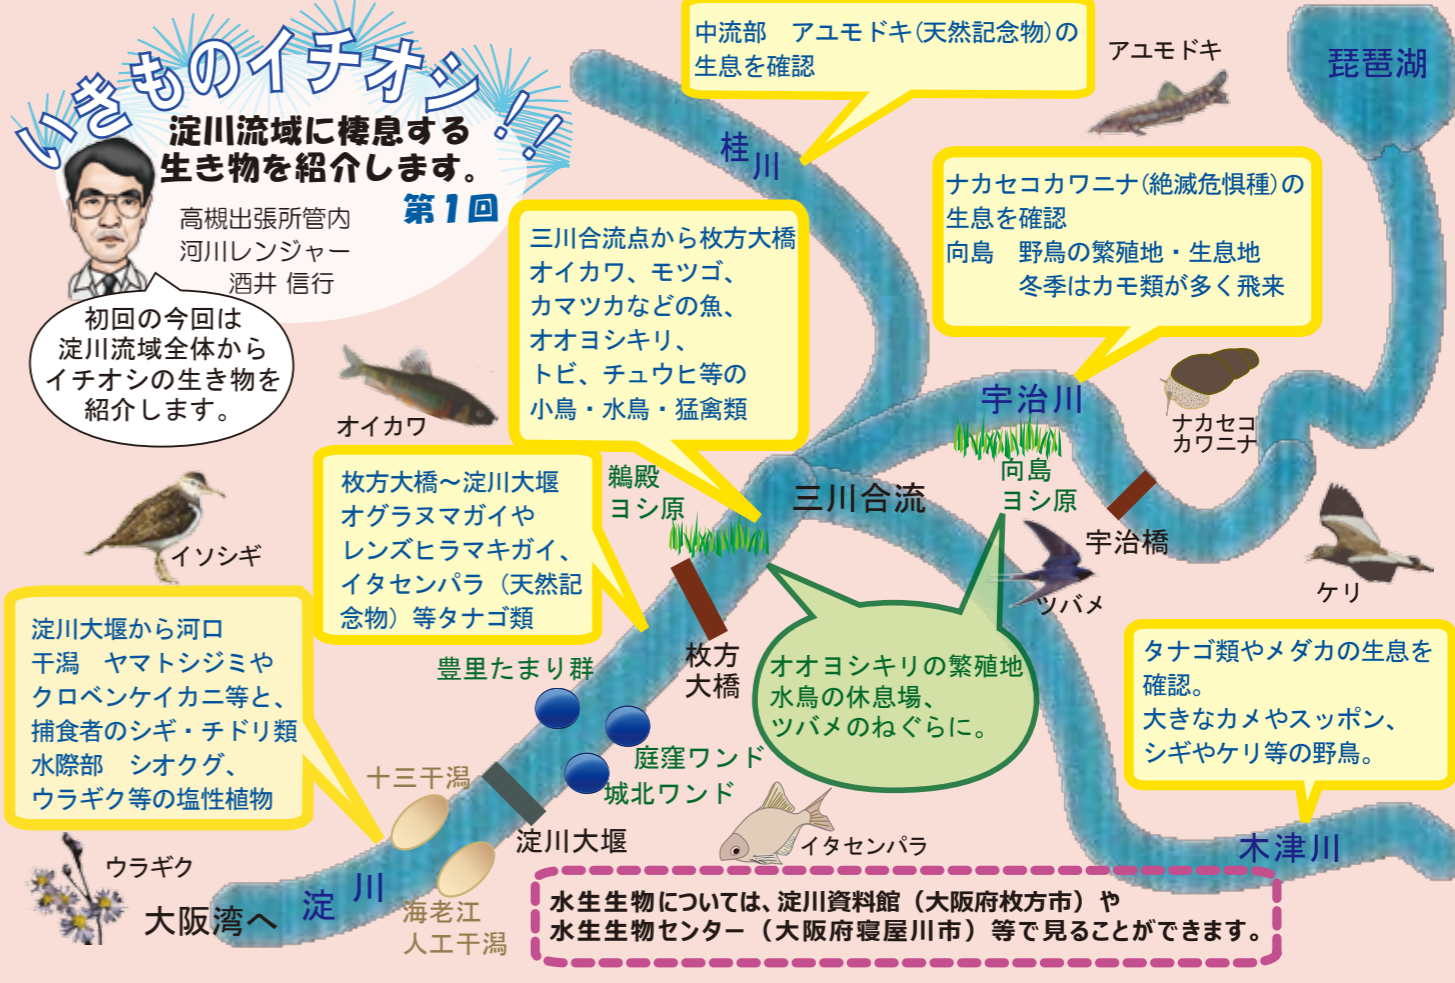 いきものイチオシ!!
淀川流域に棲息する
生き物を紹介します。
第1回
高槻出張所管内
河川レンジャー
酒井 信行
初回の今回は
淀川流域全体から
イチオシの生き物を
紹介します。
中流部　アユモドキ(天然記念物)の
生息を確認
アユモドキ
琵琶湖
桂川
ナカセコカワニナ(絶滅危惧種)の
生息を確認
向島　野鳥の繁殖地・生息地
冬季はカモ類が多く飛来
三川合流点から枚方大橋
オイカワ、モツゴ、
カマツカなどの魚、
オオヨシキリ、
トビ、チュウヒ等の
小鳥・水鳥・猛禽類
オイカワ
宇治川
ナカセコ
カワニナ
向島
ヨシ原
宇治橋
三川合流
鵜殿
ヨシ原
枚方大橋～淀川大堰
オグラヌマガイや
レンズヒラマキガイ、
イタセンパラ（天然記
念物）等タナゴ類
イソシギ
ツバメ
ケリ
淀川大堰から河口
干潟　ヤマトシジミや
クロベンケイカニ等と、
捕食者のシギ・チドリ類
水際部　シオクグ、
ウラギク等の塩性植物
豊里たまり群
枚方
大橋
オオヨシキリの繁殖地
水鳥の休息場、
ツバメのねぐらに。
タナゴ類やメダカの生息を
確認。
大きなカメやスッポン、
シギやケリ等の野鳥。
庭窪ワンド
城北ワンド
十三干潟
淀川大堰
イタセンパラ
木津川
ウラギク
大阪湾へ
淀川
海老江
人工干潟
水生生物については、淀川資料館（大阪府枚方市）や
水生生物センター（大阪府寝屋川市）等で見ることができます。